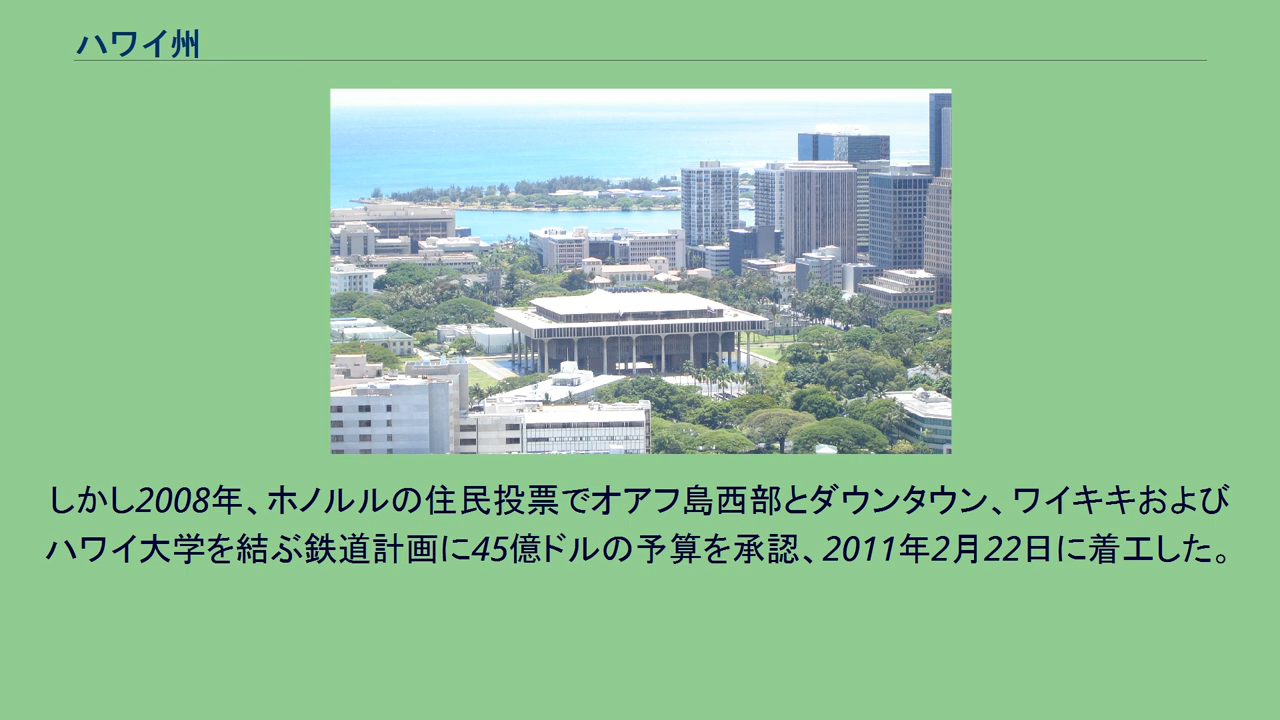 ハワイ州
しかし2008年、ホノルルの住民投票でオアフ島西部とダウンタウン、ワイキキおよび
ハワイ大学を結ぶ鉄道計画に45億ドルの予算を承認、2011年2月22日に着工した。